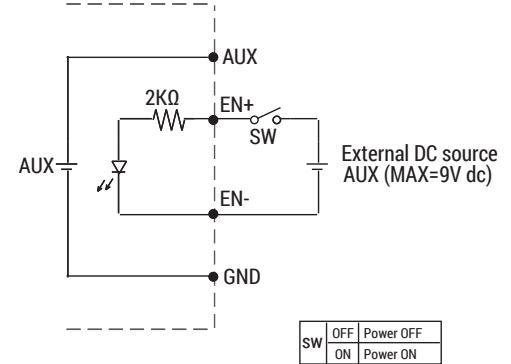 AUX
2KΩ
EN+
SW
AUX
External DC source
AUX (MAX=9V dc)
EN-
GND
SW OFF Power OFF
ON Power ON